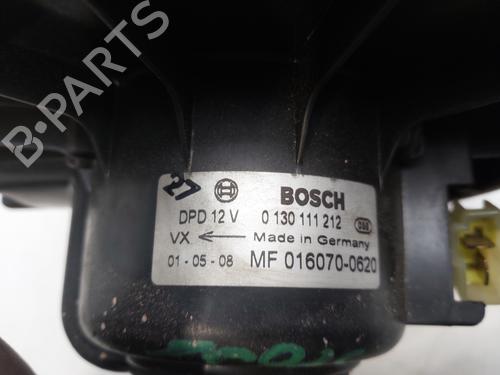 B-PARTS
27 BOSCH
DPD 12 V 0 130 111 212
VX ← Made in Germany
01-05-08 MF 016070-0620